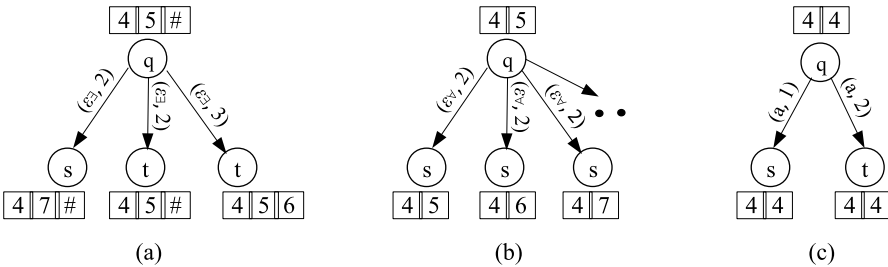 4 5 #
4 5
4 4
q
q
q
(ε∃, 2)
(ε∃, 2)
(ε∃, 3)
(ε∀, 2)
(ε∀, 2)
(ε∀, 2)
(a, 1)
(a, 2)
s
t
t
s
s
s
s
t
4 7 #
4 5 #
4 5 6
4 5
4 6
4 7
4 4
4 4
(a)
(b)
(c)